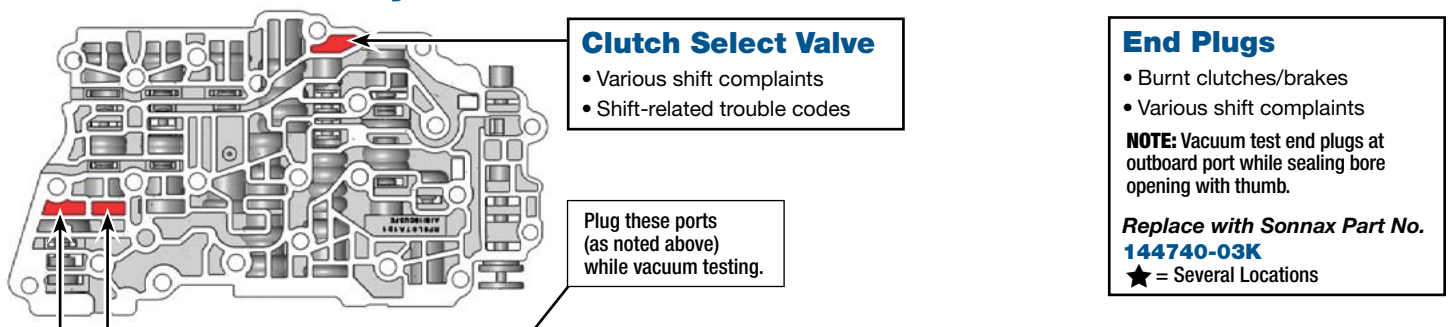 Clutch Select Valve
• Various shift complaints
• Shift-related trouble codes
Plug these ports
(as noted above)
while vacuum testing.
End Plugs
• Burnt clutches/brakes
• Various shift complaints
NOTE: Vacuum test end plugs at
outboard port while sealing bore
opening with thumb.
Replace with Sonnax Part No.
144740-03K
★ = Several Locations